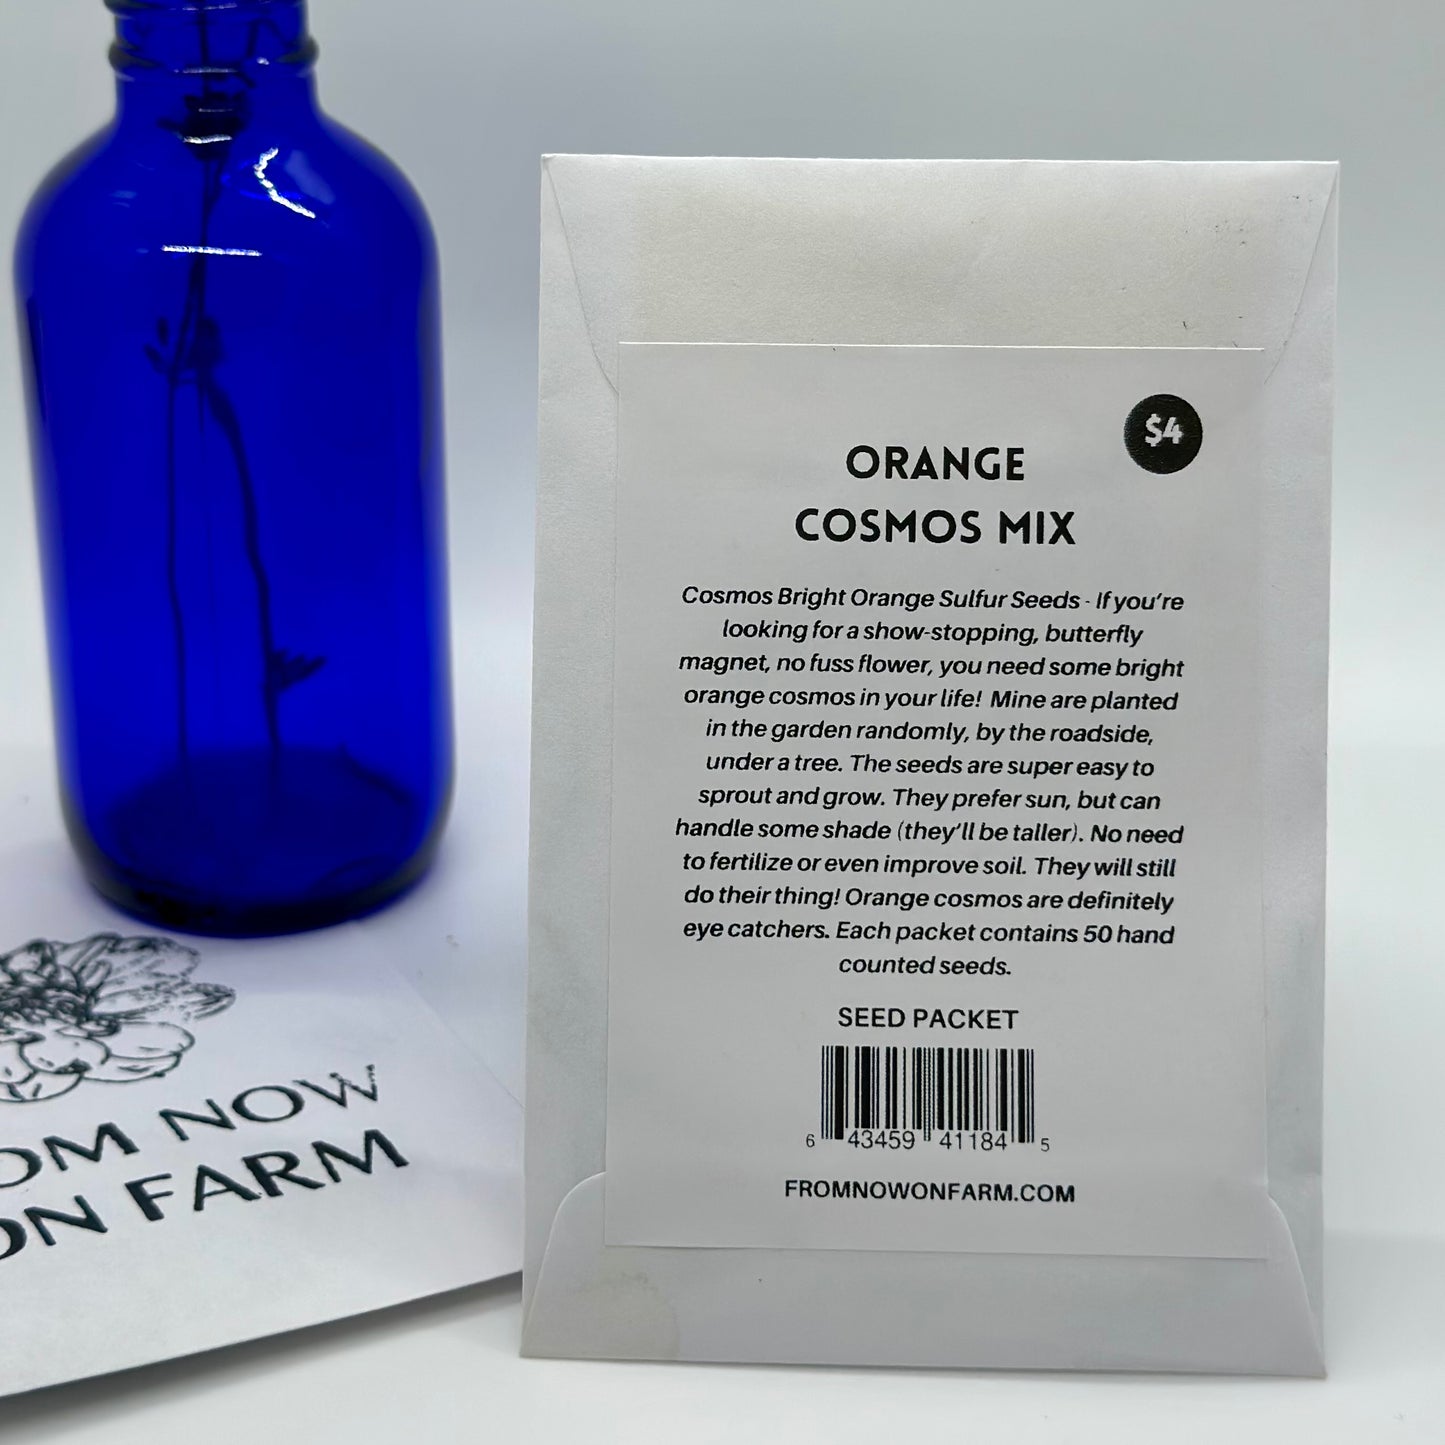 $4
ORANGE
COSMOS MIX
Cosmos Bright Orange Sulfur Seeds - If you're
looking for a show-stopping, butterfly
magnet, no fuss flower, you need some bright
orange cosmos in your life! Mine are planted
in the garden randomly, by the roadside,
under a tree. The seeds are super easy to
sprout and grow. They prefer sun, but can
handle some shade (they'll be taller). No need
to fertilize or even improve soil. They will still
do their thing! Orange cosmos are definitely
eye catchers. Each packet contains 50 hand
counted seeds.
SEED PACKET
6 43459 41184 5
FROMNOWONFARM.COM
OM NOW
ON FARM